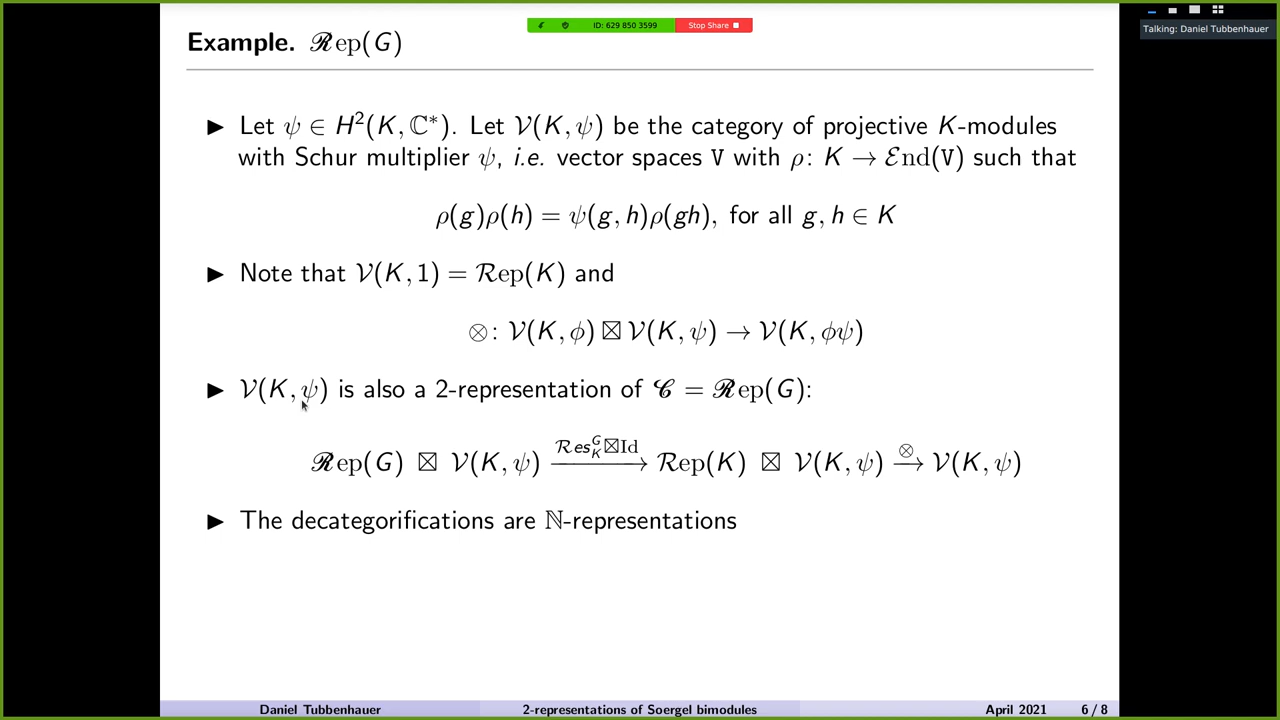 ID: 629 850 3599 Stop Share
Talking: Daniel Tubbenhauer
Example. ℛep(G)
▶ Let ψ ∈ H²(K, ℂ*). Let 𝒱(K, ψ) be the category of projective K-modules
with Schur multiplier ψ, i.e. vector spaces V with ρ: K → ℰnd(V) such that
ρ(g)ρ(h) = ψ(g, h)ρ(gh), for all g, h ∈ K
▶ Note that 𝒱(K, 1) = ℛep(K) and
⊗: 𝒱(K, ϕ) ⊠ 𝒱(K, ψ) → 𝒱(K, ϕψ)
▶ 𝒱(K, ψ) is also a 2-representation of 𝒞 = ℛep(G):
ℛep(G) ⊠ 𝒱(K, ψ) —ℛes^G_K ⊠Id→ ℛep(K) ⊠ 𝒱(K, ψ) —⊗→ 𝒱(K, ψ)
▶ The decategorifications are ℕ-representations
Daniel Tubbenhauer 2-representations of Soergel bimodules April 2021 6 / 8